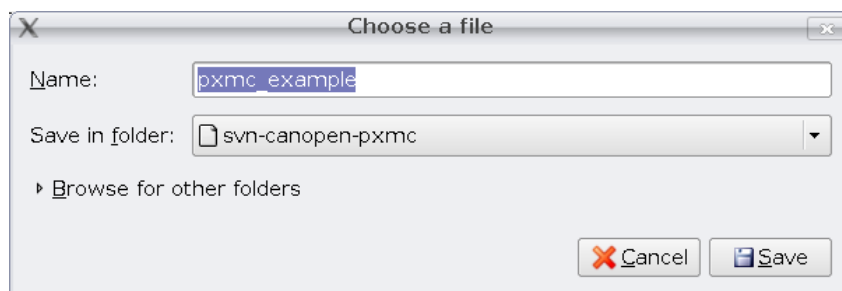 Choose a file
Name: pxmc_example
Save in folder: svn-canopen-pxmc
Browse for other folders
Cancel Save